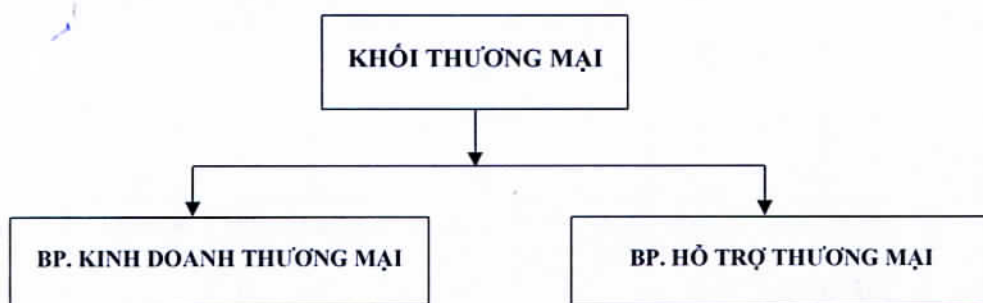 KHỐI THƯƠNG MẠI
BP. KINH DOANH THƯƠNG MẠI
BP. HỖ TRỢ THƯƠNG MẠI